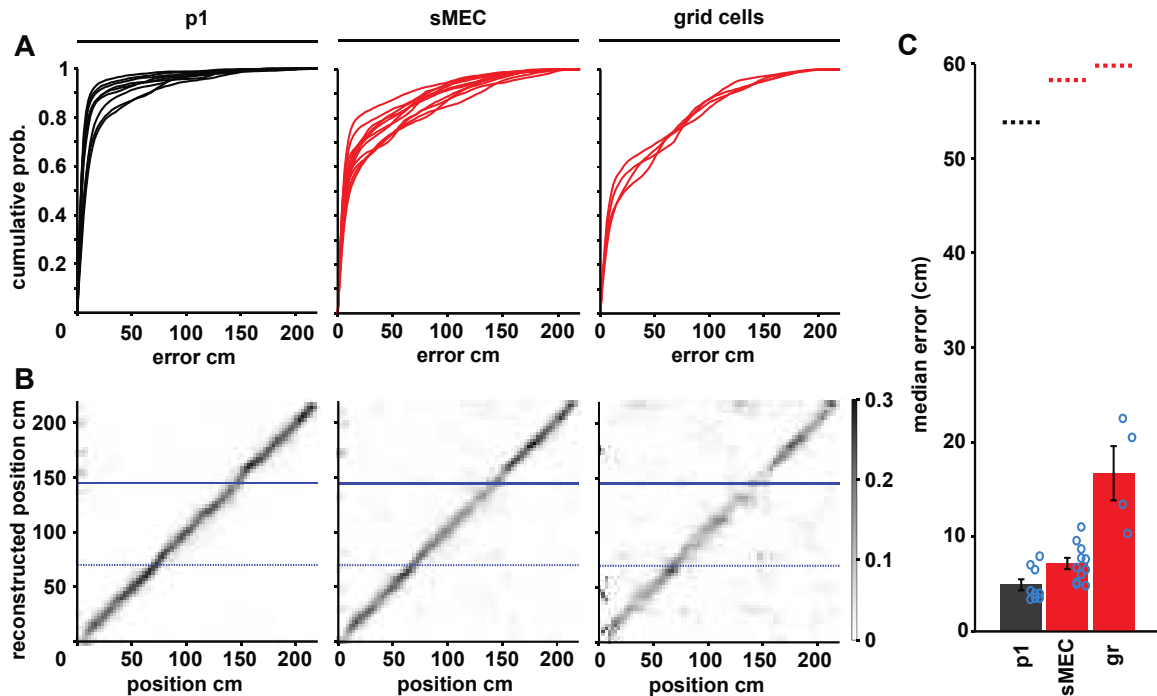 p1
sMEC
grid cells
A
cumulative prob.
1
0.8
0.6
0.4
0.2
0
50
100
150
200
error cm
0
50
100
150
200
error cm
0
50
100
150
200
error cm
B
reconstructed position cm
200
150
100
50
0
50
100
150
200
position cm
0
50
100
150
200
position cm
0
50
100
150
200
position cm
0.3
0.2
0.1
0
C
median error (cm)
60
50
40
30
20
10
0
p1
sMEC
gr